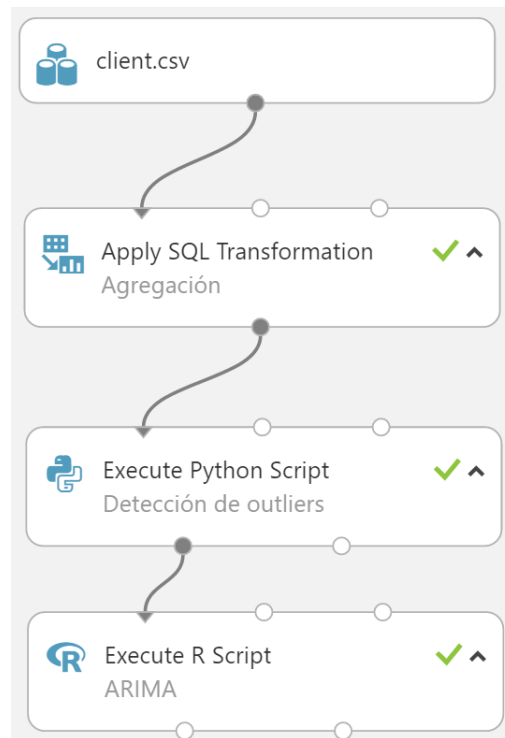 client.csv
Apply SQL Transformation
Agregación
Execute Python Script
Detección de outliers
Execute R Script
ARIMA